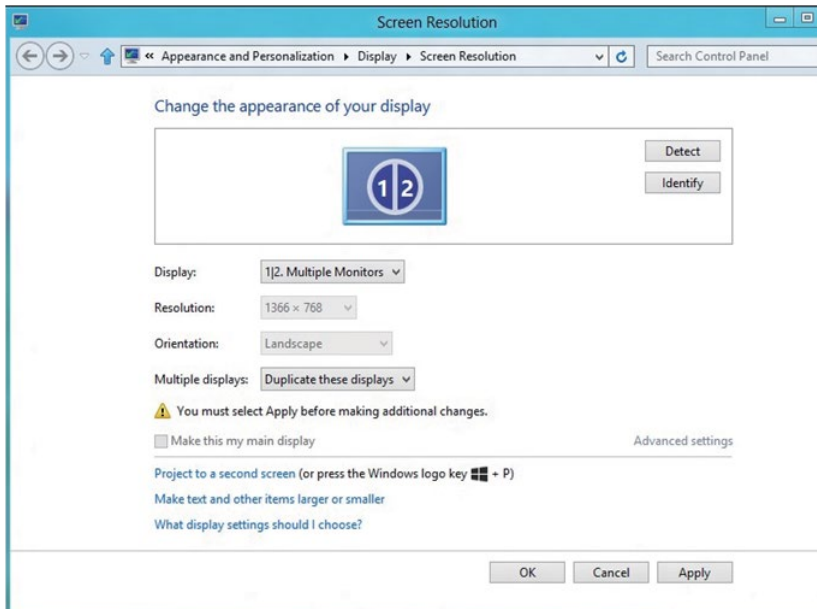 Screen Resolution
« Appearance and Personalization Display Screen Resolution Search Control Panel
Change the appearance of your display
1 2
Detect
Identify
Display: 1|2. Multiple Monitors
Resolution: 1366 × 768
Orientation: Landscape
Multiple displays: Duplicate these displays
You must select Apply before making additional changes.
Make this my main display Advanced settings
Project to a second screen (or press the Windows logo key + P)
Make text and other items larger or smaller
What display settings should I choose?
OK Cancel Apply